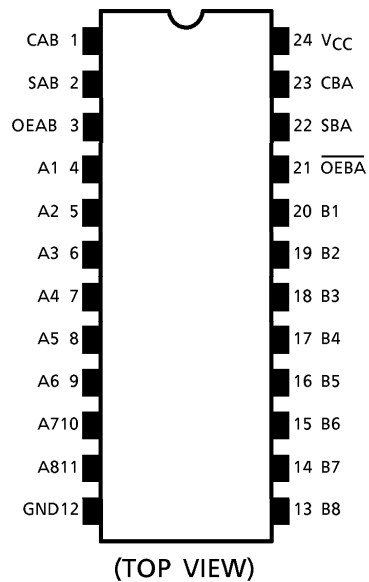 CAB 1 24 VCC
SAB 2 23 CBA
OEAB 3 22 SBA
A1 4 21 O̅E̅B̅A̅
A2 5 20 B1
A3 6 19 B2
A4 7 18 B3
A5 8 17 B4
A6 9 16 B5
A710 15 B6
A811 14 B7
GND12 13 B8
(TOP VIEW)